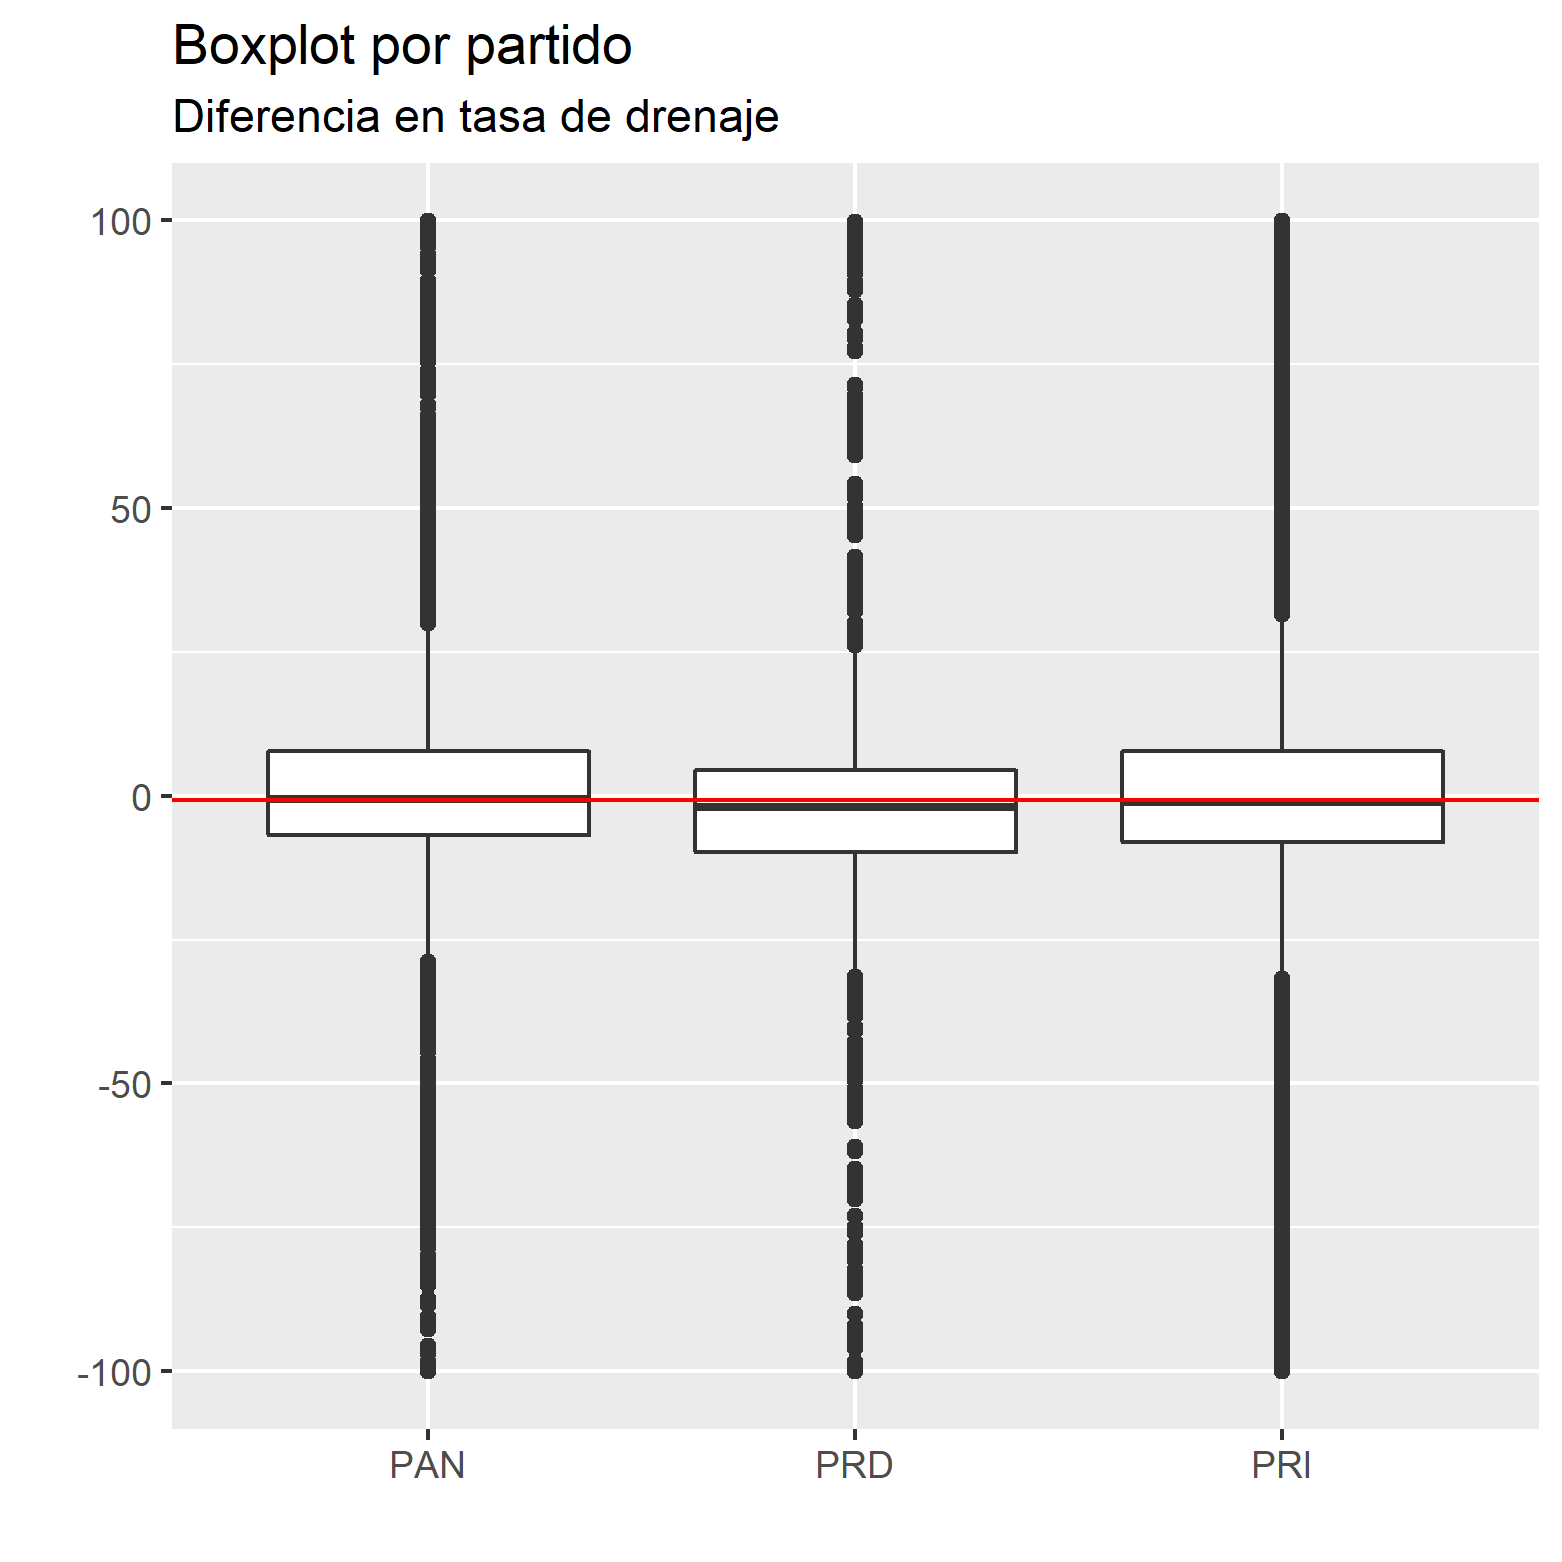 Boxplot por partido
Diferencia en tasa de drenaje
100
50
0
-50
-100
PAN
PRD
PRI